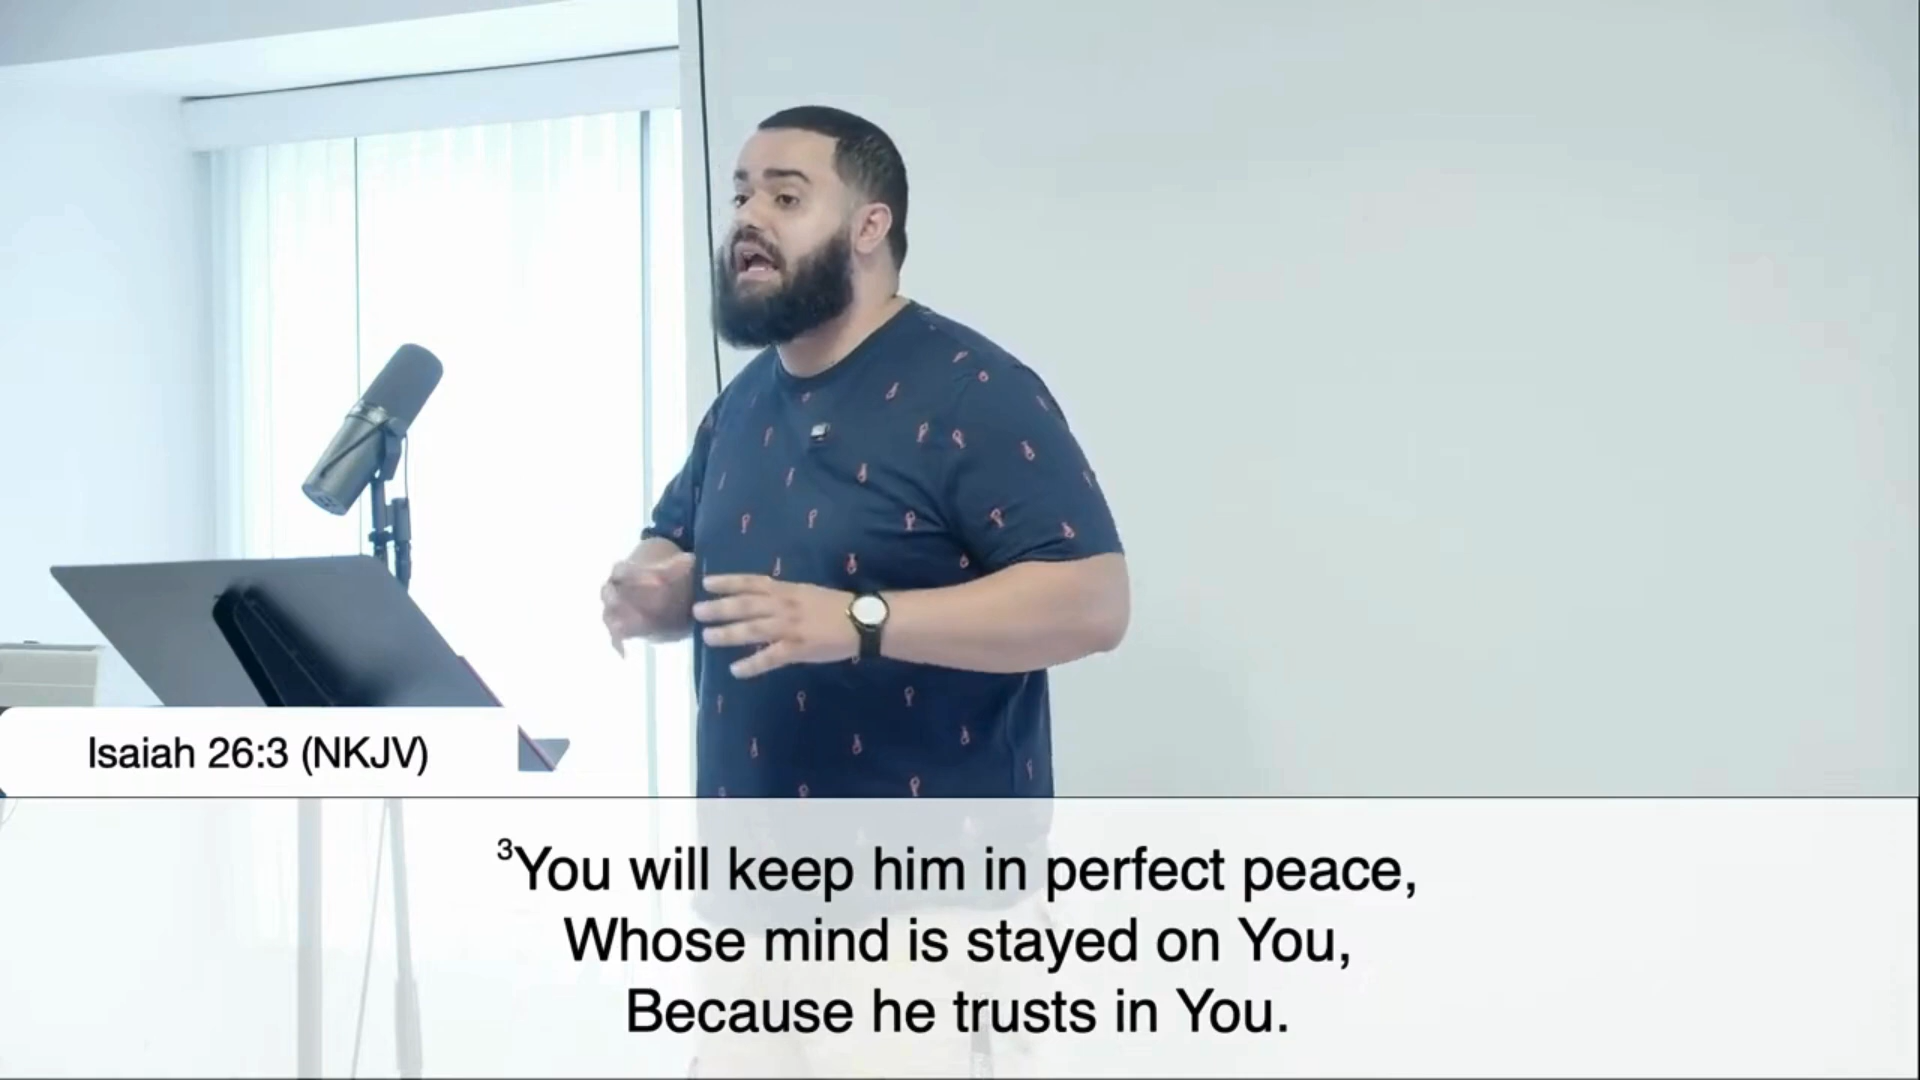 Isaiah 26:3 (NKJV)
³You will keep him in perfect peace,
Whose mind is stayed on You,
Because he trusts in You.